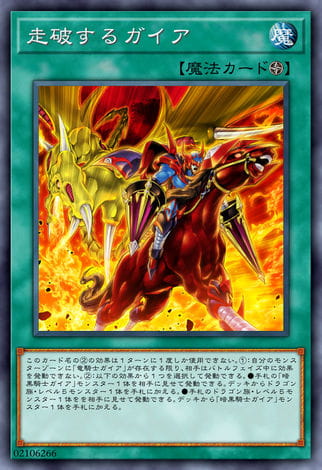 走破するガイア
魔
【魔法カード】
このカード名の②の効果は１ターンに１度しか使用できない。①：自分のモンス
ターゾーンに「竜騎士ガイア」が存在する限り、相手はバトルフェイズ中に効果
を発動できない。②：以下の効果から１つを選択して発動できる。●手札の「暗
黒騎士ガイア」モンスター１体を相手に見せて発動できる。デッキからドラゴン
族・レベル５モンスター１体を手札に加える。●手札のドラゴン族・レベル５モ
ンスター１体をを相手に見せて発動できる。デッキから「暗黒騎士ガイア」モン
スター１体を手札に加える。
02106266